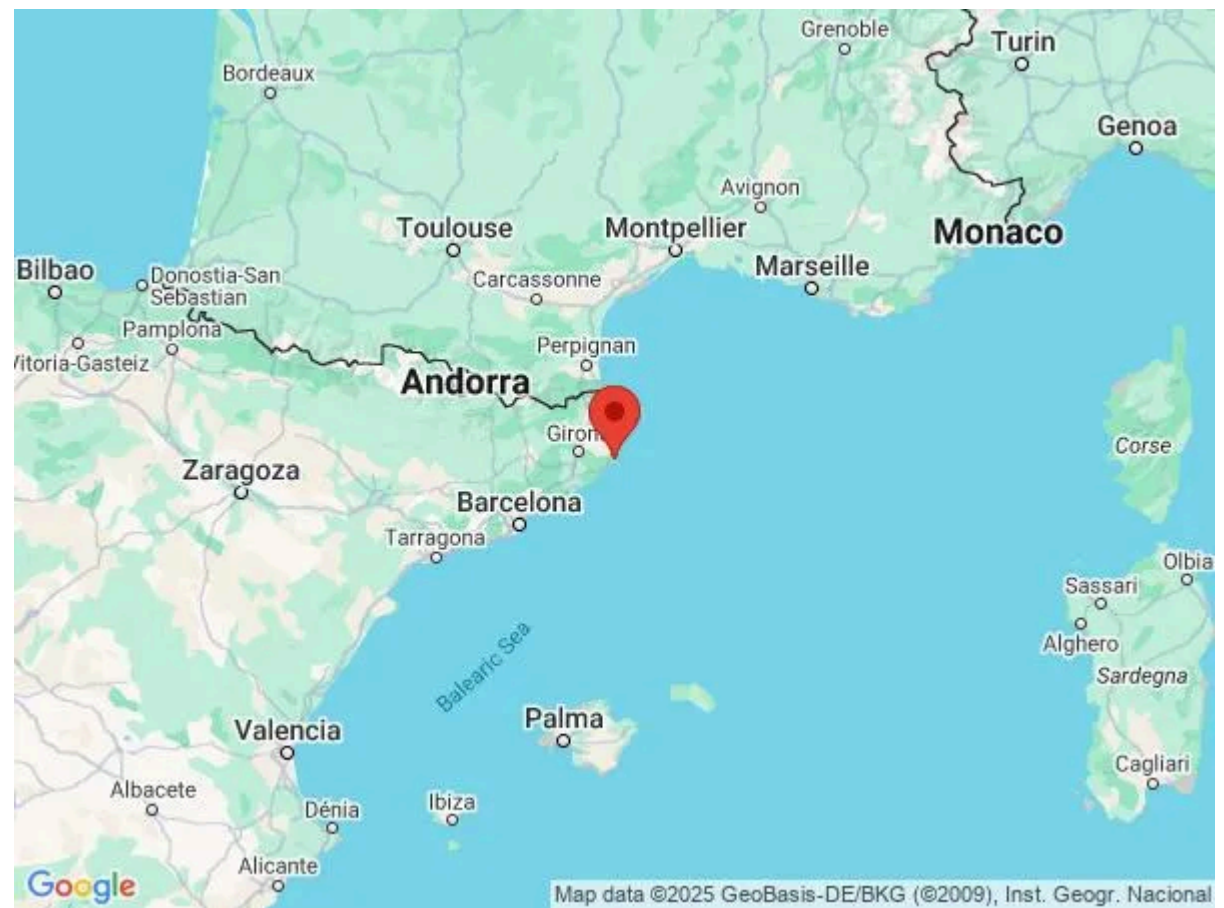 Grenoble
Turin
Bordeaux
Genoa
Avignon
Toulouse
Montpellier
Monaco
Marseille
Bilbao
Donostia-San
Sebastian
Carcassonne
Pamplona
Vitoria-Gasteiz
Perpignan
Andorra
Girona
Corse
Zaragoza
Barcelona
Tarragona
Olbia
Sassari
Alghero
Balearic Sea
Sardegna
Palma
Valencia
Cagliari
Albacete
Ibiza
Dénia
Alicante
Google
Map data ©2025 GeoBasis-DE/BKG (©2009), Inst. Geogr. Nacional